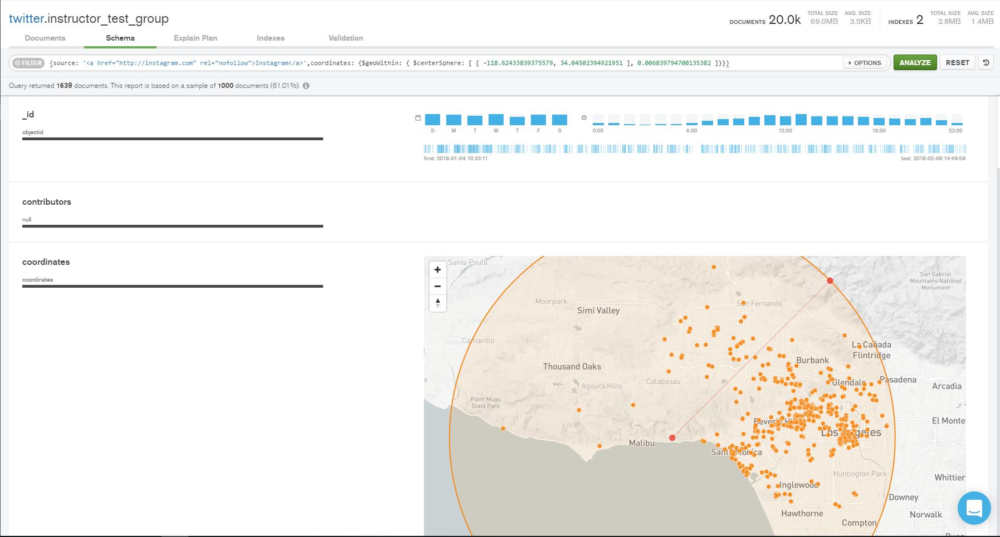 twitter.instructor_test_group
DOCUMENTS 20.0k TOTAL SIZE 69.0MB AVG. SIZE 3.5KB INDEXES 2 TOTAL SIZE 2.8MB AVG. SIZE 1.4MB
Documents Schema Explain Plan Indexes Validation
FILTER {source: '<a href="http://instagram.com" rel="nofollow">Instagram</a>',coordinates: {$geoWithin: { $centerSphere: [ [ -118.62433839375579, 34.04502394921951 ], 0.006839794700135382 ]}}} OPTIONS ANALYZE RESET
Query returned 1639 documents. This report is based on a sample of 1000 documents (61.01%).
_id
objectid
S M T W T F S
0:00 6:00 12:00 18:00 23:00
first: 2018-01-04 10:33:11 last: 2018-02-08 14:49:58
contributors
null
coordinates
coordinates
Santa Paula
San Gabriel
Mountains National
Monument
Moorpark
San Fernando
Simi Valley
Camarillo
La Cañada
Flintridge
Burbank
Thousand Oaks
Calabasas
Glendale
Pasadena
Agoura Hills
Arcadia
Point Mugu
State Park
Beverly Hills
El Monte
Los Angeles
Malibu
Santa Monica
Huntington Park
Whittier
Inglewood
Downey
Hawthorne
Norwalk
Compton